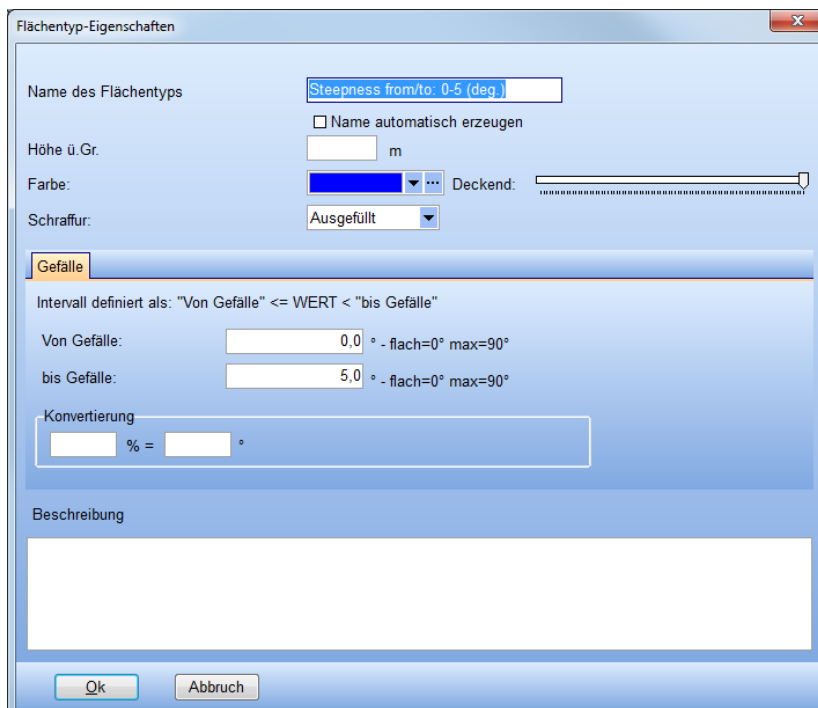 Flächentyp-Eigenschaften
Name des Flächentyps Steepness from/to: 0-5 (deg.)
Name automatisch erzeugen
Höhe ü.Gr. m
Farbe: Deckend:
Schraffur: Ausgefüllt
Gefälle
Intervall definiert als: "Von Gefälle" <= WERT < "bis Gefälle"
Von Gefälle: 0,0 ° - flach=0° max=90°
bis Gefälle: 5,0 ° - flach=0° max=90°
Konvertierung
% = °
Beschreibung
Ok Abbruch